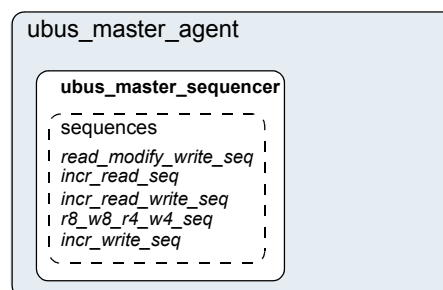 ubus_master_agent
ubus_master_sequencer
sequences
read_modify_write_seq
incr_read_seq
incr_read_write_seq
r8_w8_r4_w4_seq
incr_write_seq